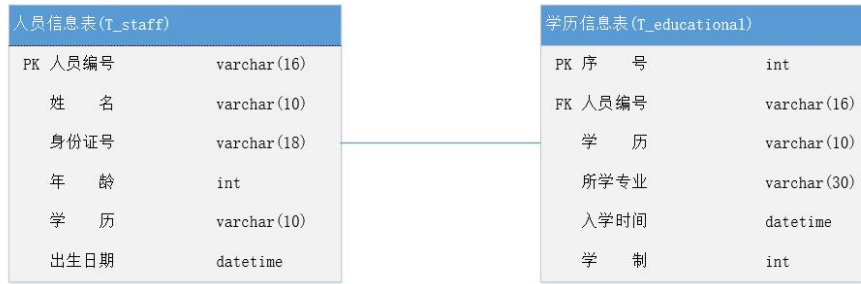 人员信息表(T_staff)
PK 人员编号 varchar(16)
姓 名 varchar(10)
身份证号 varchar(18)
年 龄 int
学 历 varchar(10)
出生日期 datetime
学历信息表(T_educational)
PK 序 号 int
FK 人员编号 varchar(16)
学 历 varchar(10)
所学专业 varchar(30)
入学时间 datetime
学 制 int